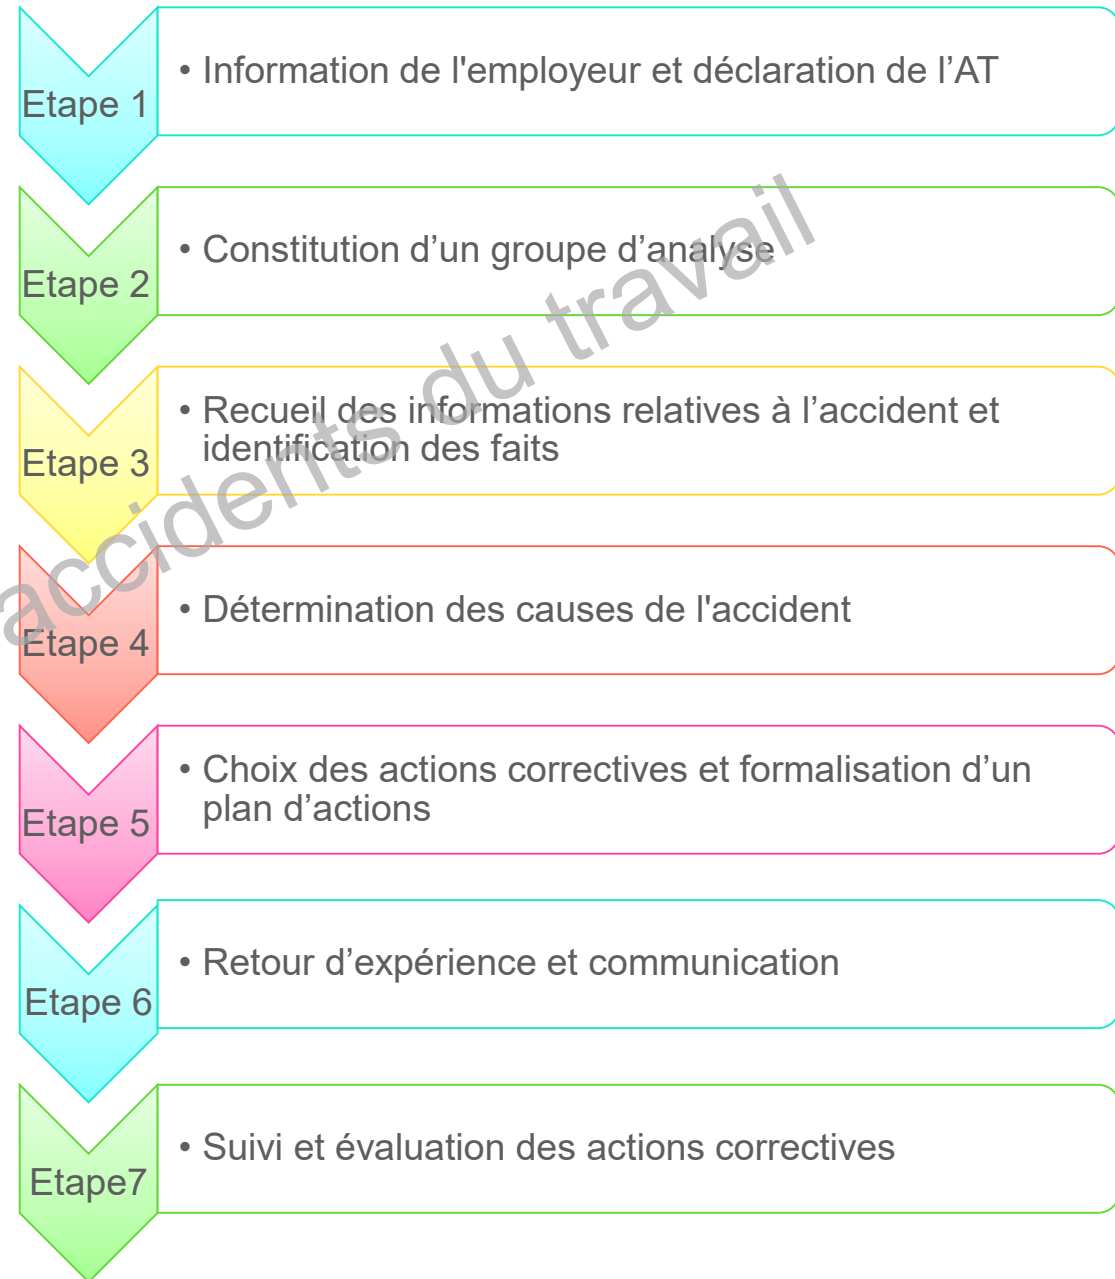 Etape 1
• Information de l'employeur et déclaration de l’AT
Etape 2
• Constitution d’un groupe d’analyse
Etape 3
• Recueil des informations relatives à l’accident et
identification des faits
Etape 4
• Détermination des causes de l'accident
Etape 5
• Choix des actions correctives et formalisation d’un
plan d’actions
Etape 6
• Retour d’expérience et communication
Etape7
• Suivi et évaluation des actions correctives
accidents du travail